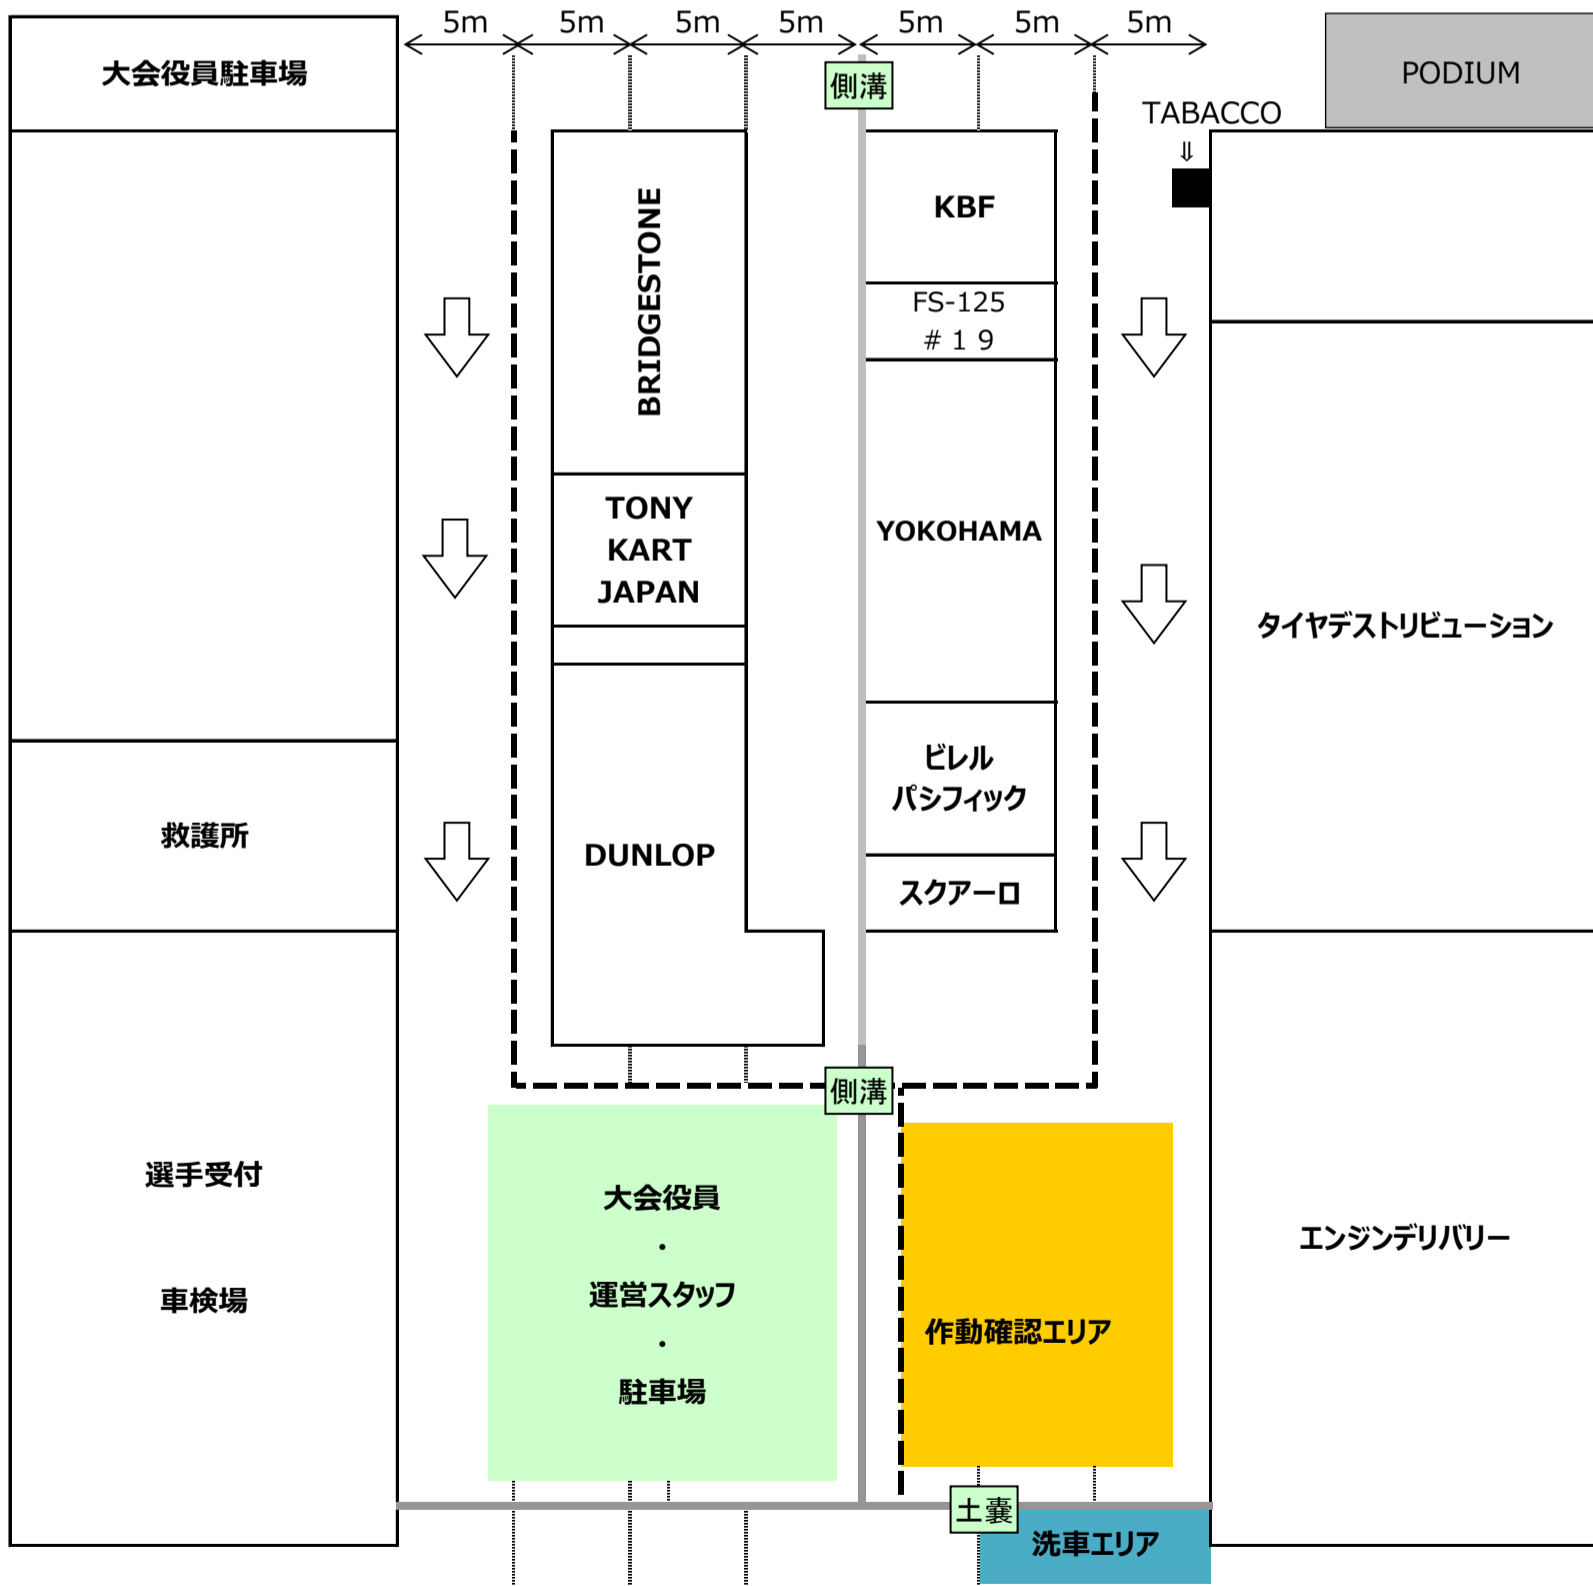 5m 5m 5m 5m 5m 5m 5m
大会役員駐車場
側溝
PODIUM
TABACCO
⇓
BRIDGESTONE
KBF
FS-125
#19
TONY
KART
JAPAN
YOKOHAMA
タイヤデストリビューション
ビレル
パシフィック
救護所
DUNLOP
スクアーロ
側溝
選手受付
車検場
大会役員
・
運営スタッフ
・
駐車場
作動確認エリア
エンジンデリバリー
土嚢
洗車エリア